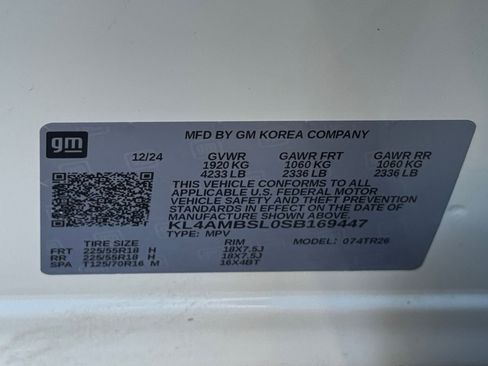 gm
MFD BY GM KOREA COMPANY
12/24 GVWR GAWR FRT GAWR RR
1920 KG 1060 KG 1060 KG
4233 LB 2336 LB 2336 LB
THIS VEHICLE CONFORMS TO ALL
APPLICABLE U.S. FEDERAL MOTOR
VEHICLE SAFETY AND THEFT PREVENTION
STANDARDS IN EFFECT ON THE DATE OF
MANUFACTURE SHOWN ABOVE.
KL4AMBSL0SB169447
TYPE: MPV MODEL: 074TR26
TIRE SIZE RIM
FRT 225/55R18 H 18X7.5J
RR 225/55R18 H 18X7.5J
SPA T125/70R16 M 16X4BT